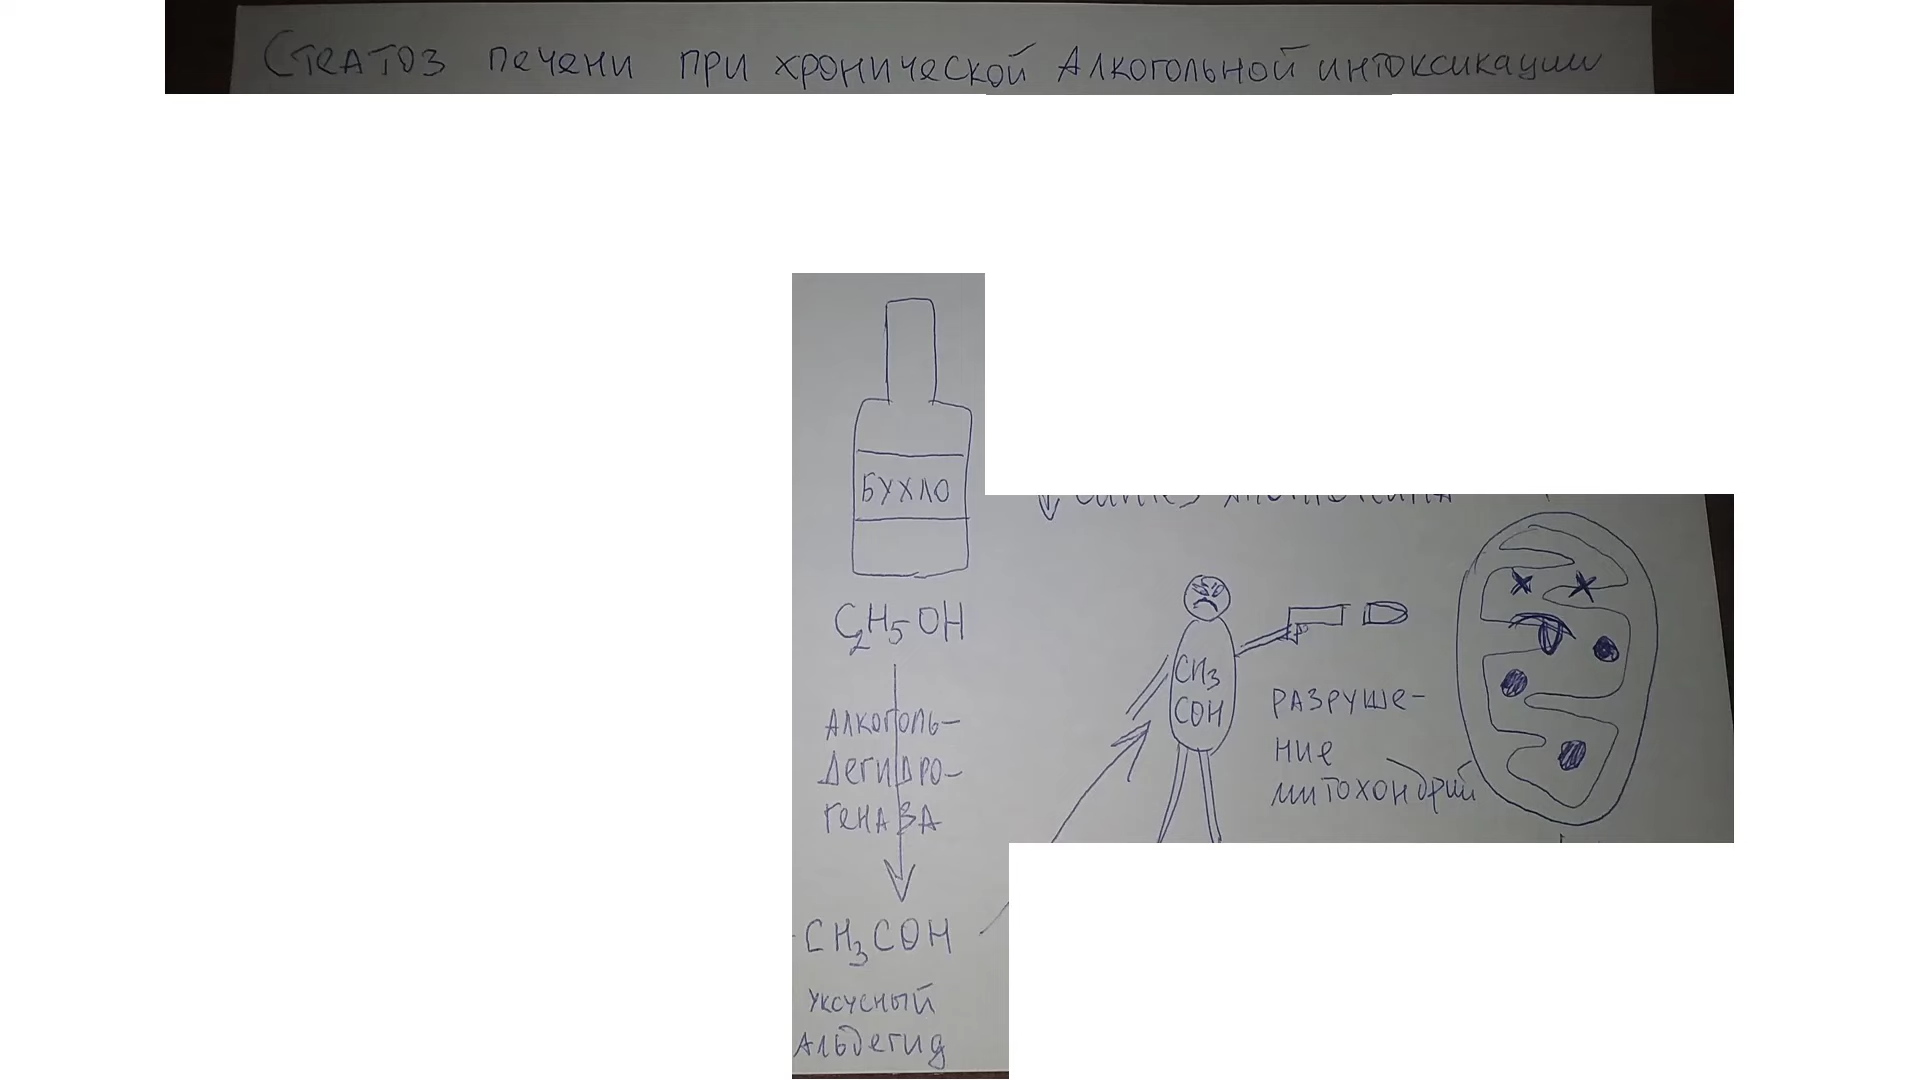 Стеатоз печени при хронической Алкогольной интоксикации
БУХЛО
C2H5OH
Алкоголь-
Дегидро-
геназа
CH3COH
Уксусный
Альдегид
CH3
COH
разруше-
ние
митохондрий